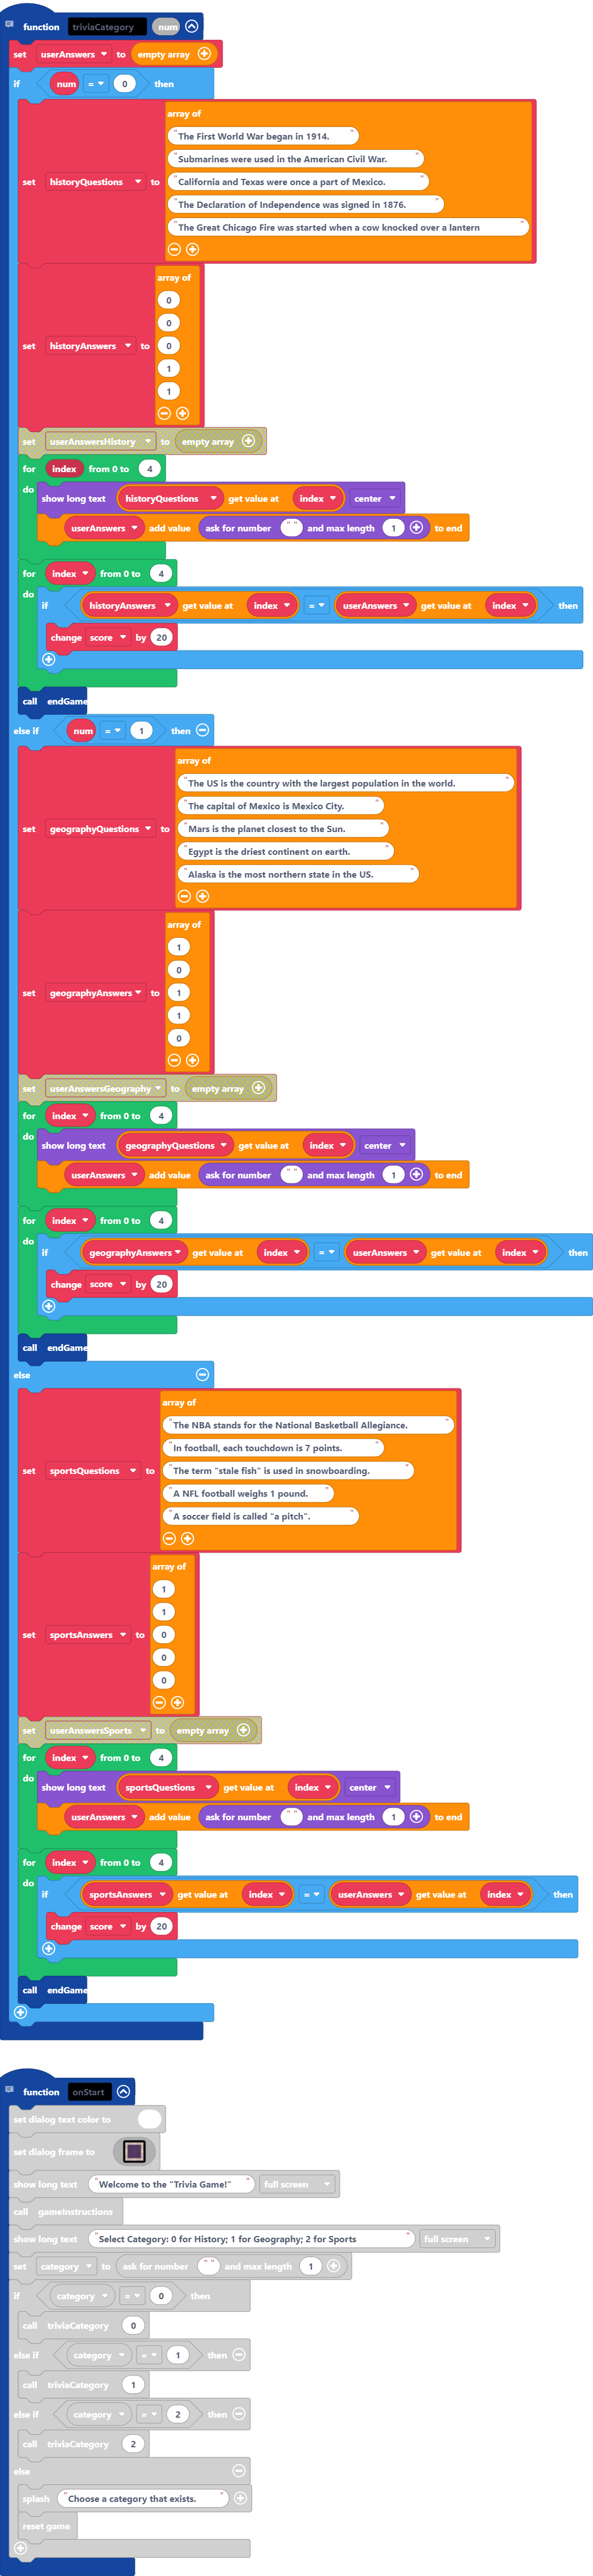 function triviaCategory num
set userAnswers to empty array
if num = 0 then
set historyQuestions to array of
"The First World War began in 1914."
"Submarines were used in the American Civil War."
"California and Texas were once a part of Mexico."
"The Declaration of Independence was signed in 1876."
"The Great Chicago Fire was started when a cow knocked over a lantern"
set historyAnswers to array of
0
0
0
1
1
set userAnswersHistory to empty array
for index from 0 to 4
do show long text historyQuestions get value at index center
userAnswers add value ask for number "" and max length 1 to end
for index from 0 to 4
do if historyAnswers get value at index = userAnswers get value at index then
change score by 20
call endGame
else if num = 1 then
set geographyQuestions to array of
"The US is the country with the largest population in the world."
"The capital of Mexico is Mexico City."
"Mars is the planet closest to the Sun."
"Egypt is the driest continent on earth."
"Alaska is the most northern state in the US."
set geographyAnswers to array of
1
0
1
1
0
set userAnswersGeography to empty array
for index from 0 to 4
do show long text geographyQuestions get value at index center
userAnswers add value ask for number "" and max length 1 to end
for index from 0 to 4
do if geographyAnswers get value at index = userAnswers get value at index then
change score by 20
call endGame
else
set sportsQuestions to array of
"The NBA stands for the National Basketball Allegiance."
"In football, each touchdown is 7 points."
"The term "stale fish" is used in snowboarding."
"A NFL football weighs 1 pound."
"A soccer field is called "a pitch"."
set sportsAnswers to array of
1
1
0
0
0
set userAnswersSports to empty array
for index from 0 to 4
do show long text sportsQuestions get value at index center
userAnswers add value ask for number "" and max length 1 to end
for index from 0 to 4
do if sportsAnswers get value at index = userAnswers get value at index then
change score by 20
call endGame
function onStart
set dialog text color to
set dialog frame to
show long text "Welcome to the "Trivia Game!"" full screen
call gameInstructions
show long text "Select Category: 0 for History; 1 for Geography; 2 for Sports" full screen
set category to ask for number "" and max length 1
if category = 0 then
call triviaCategory 0
else if category = 1 then
call triviaCategory 1
else if category = 2 then
call triviaCategory 2
else
splash "Choose a category that exists."
reset game